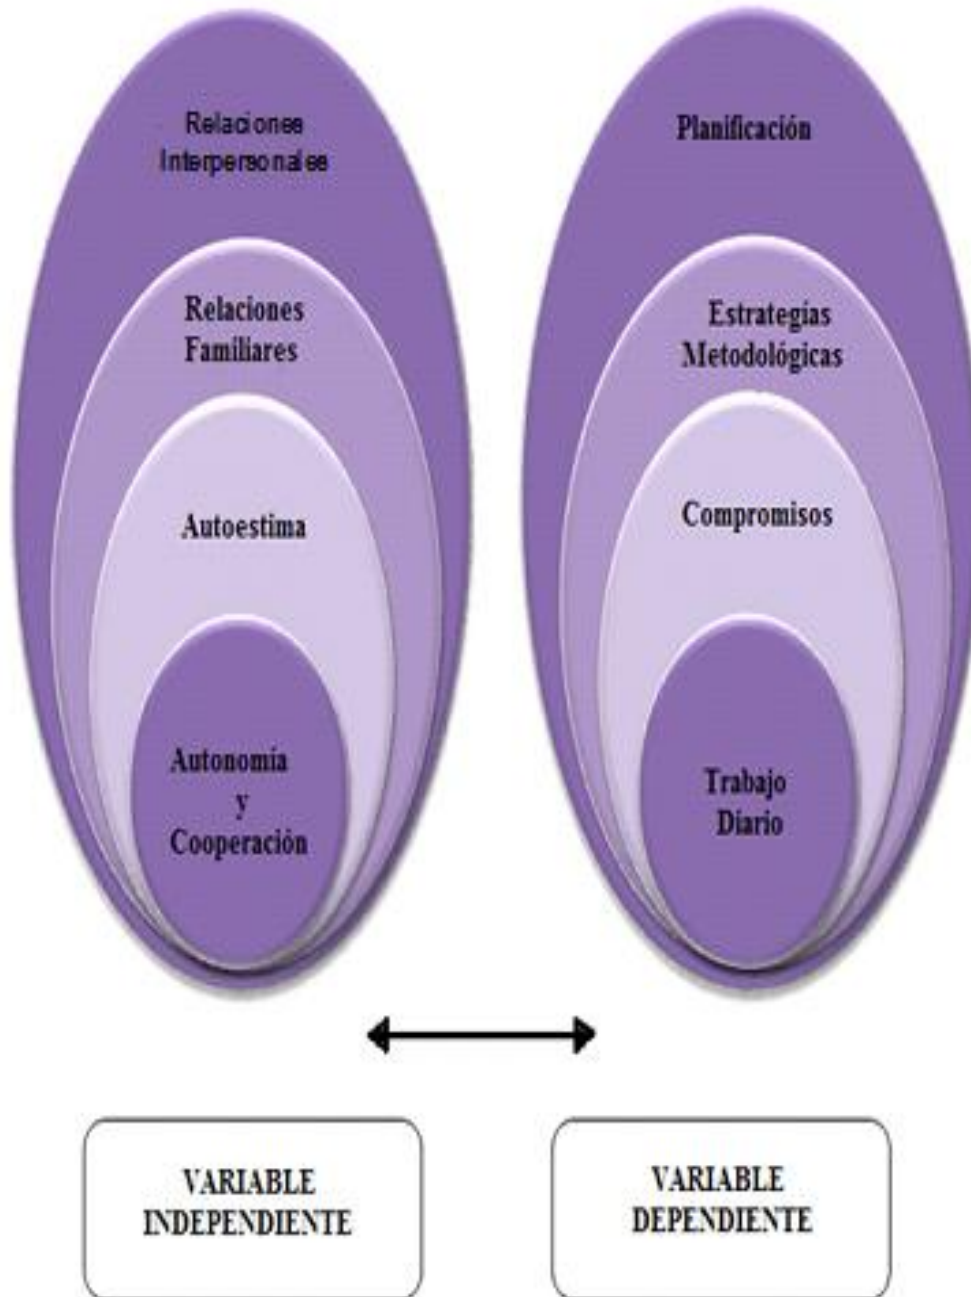 Relaciones
Interpersonales
Relaciones
Familiares
Autoestima
Autonomía
y
Cooperación
Planificación
Estrategias
Metodológicas
Compromisos
Trabajo
Diario
VARIABLE
INDEPENDIENTE
VARIABLE
DEPENDIENTE